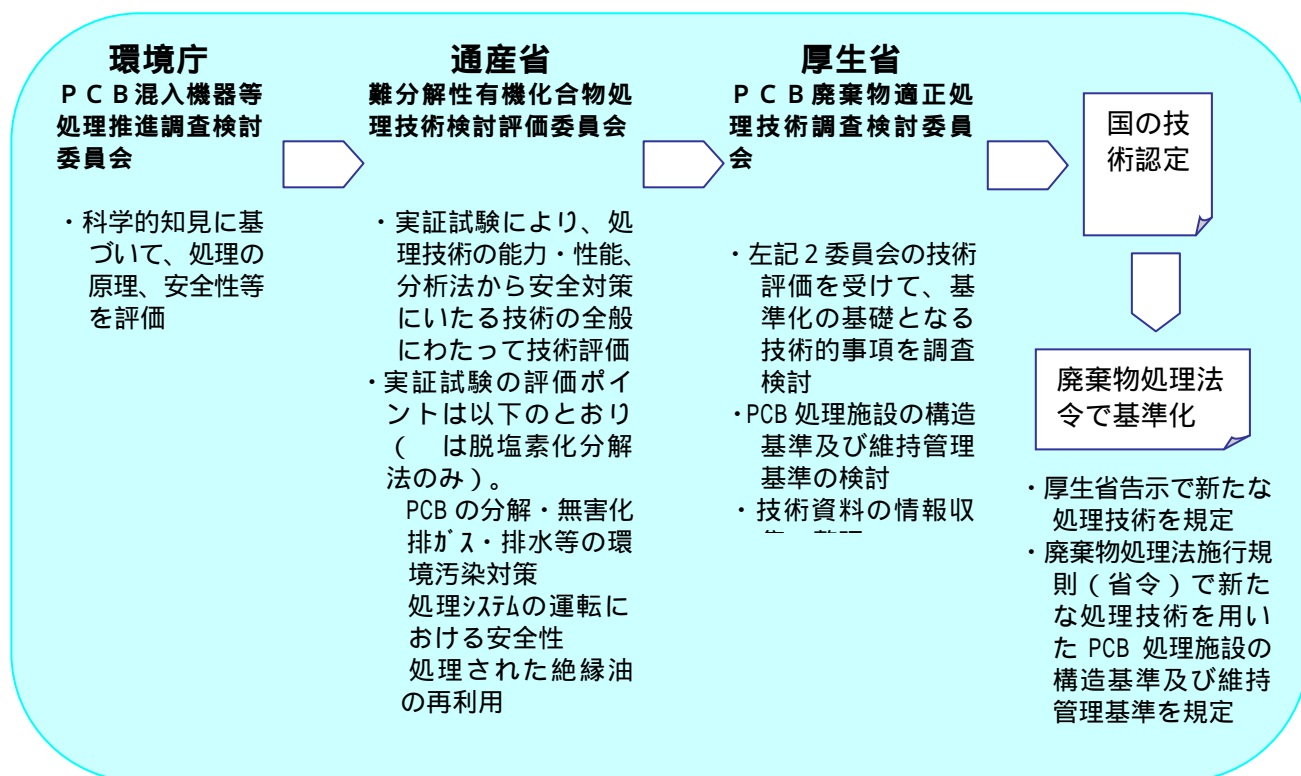 環境庁
ＰＣＢ混入機器等
処理推進調査検討
委員会
・科学的知見に基
づいて、処理の
原理、安全性等
を評価
通産省
難分解性有機化合物処
理技術検討評価委員会
・実証試験により、処
理技術の能力・性能、
分析法から安全対策
にいたる技術の全般
にわたって技術評価
・実証試験の評価ポイ
ントは以下のとおり
（　は脱塩素化分解
法のみ）。
PCBの分解・無害化
排ｶﾞｽ・排水等の環
境汚染対策
処理ｼｽﾃﾑの運転に
おける安全性
処理された絶縁油
の再利用
厚生省
ＰＣＢ廃棄物適正処
理技術調査検討委員
会
・左記２委員会の技術
評価を受けて、基
準化の基礎となる
技術的事項を調査
検討
・PCB処理施設の構造
基準及び維持管理
基準の検討
・技術資料の情報収
国の技
術認定
廃棄物処理法
令で基準化
・厚生省告示で新たな
処理技術を規定
・廃棄物処理法施行規
則（省令）で新た
な処理技術を用い
た PCB 処理施設の
構造基準及び維持
管理基準を規定